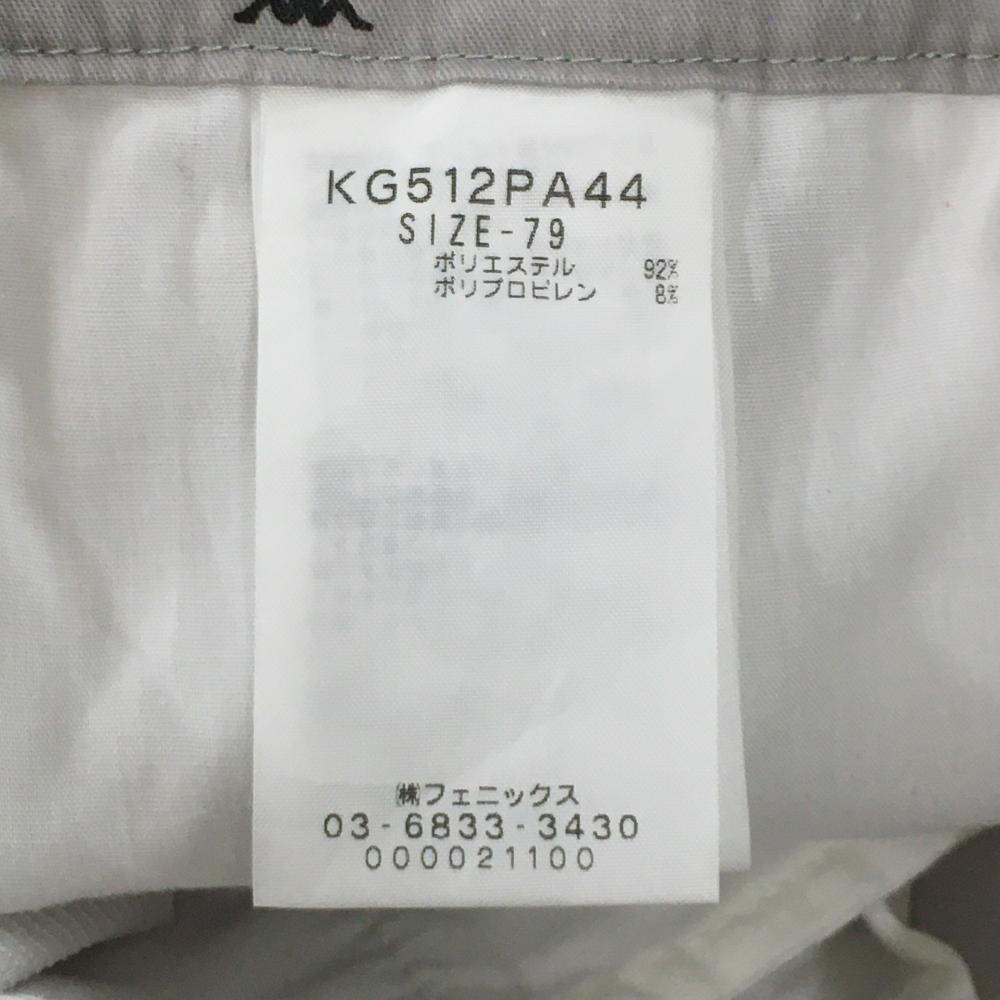 KG512PA44
SIZE-79
ポリエステル 92%
ポリプロピレン 8%
㈱フェニックス
03-6833-3430
000021100